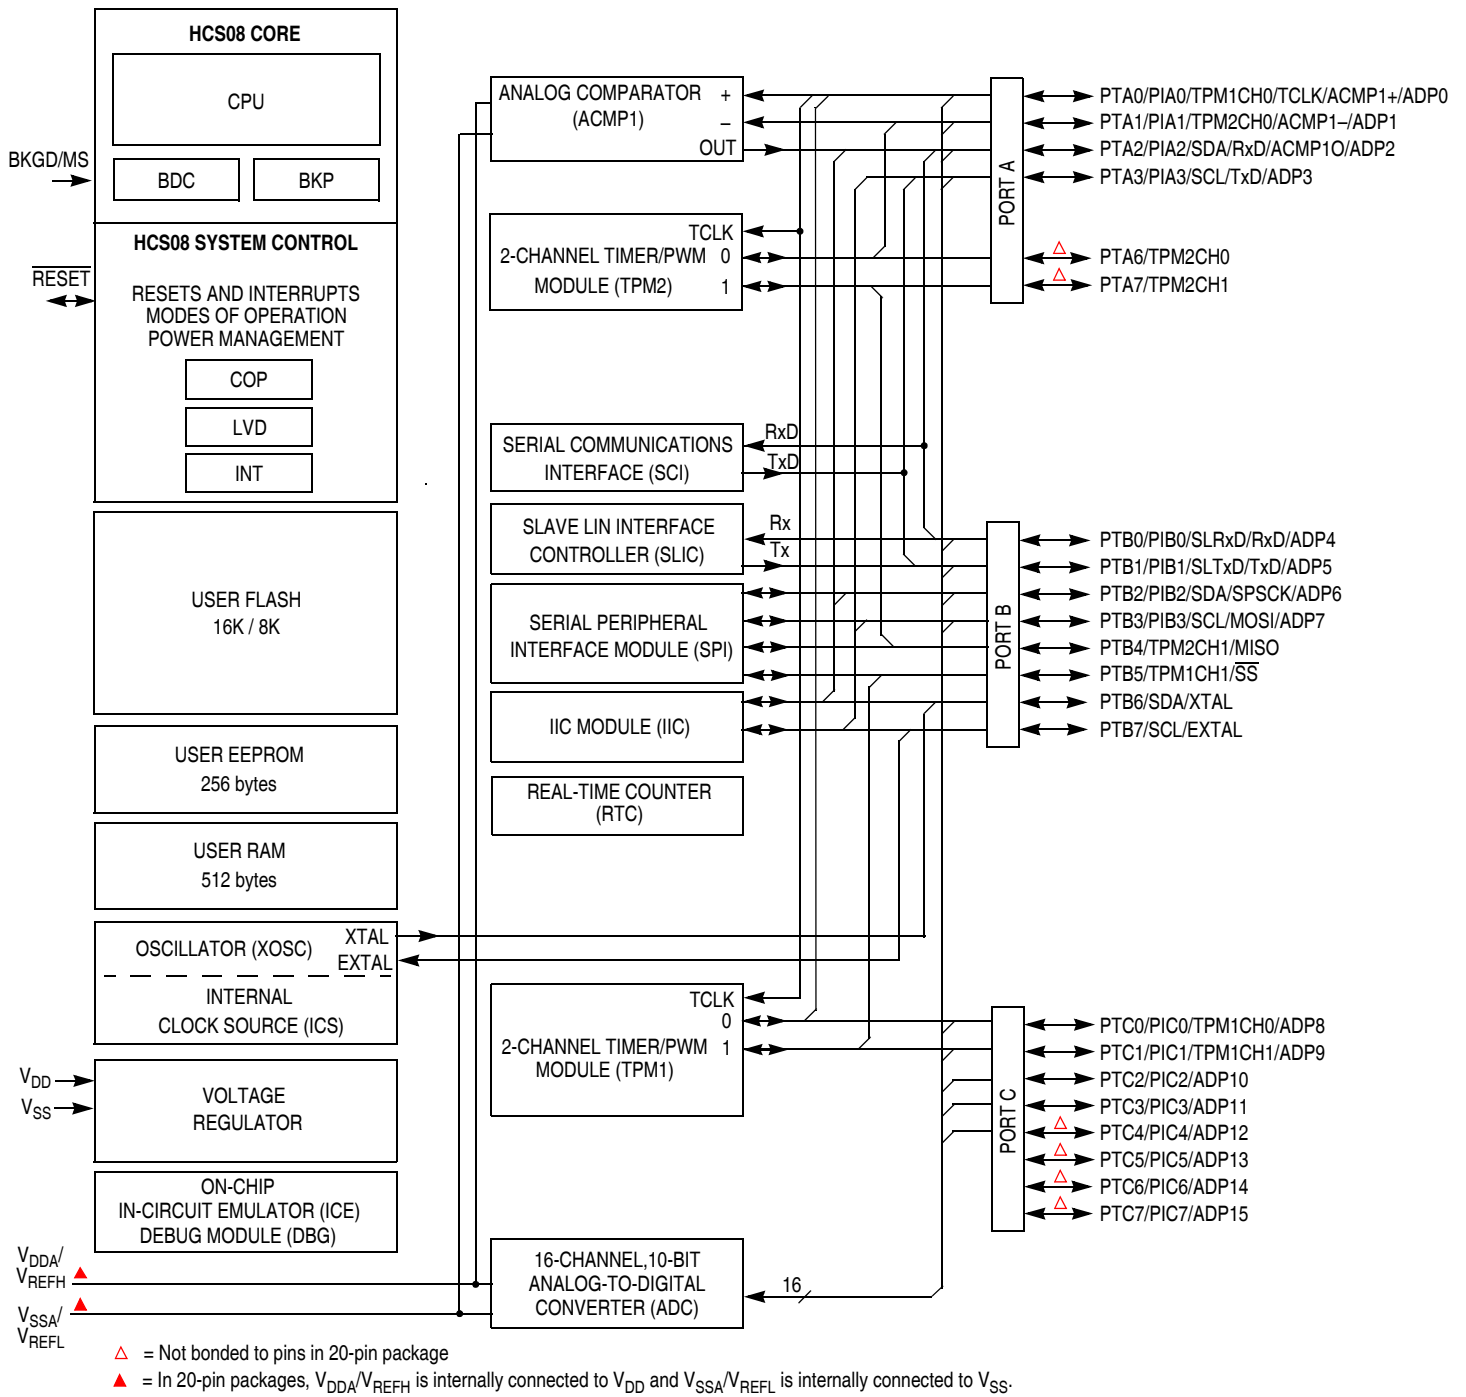 HCS08 CORE
CPU
BKGD/MS
BDC
BKP
HCS08 SYSTEM CONTROL
RESET
RESETS AND INTERRUPTS
MODES OF OPERATION
POWER MANAGEMENT
COP
LVD
INT
USER FLASH
16K / 8K
USER EEPROM
256 bytes
USER RAM
512 bytes
OSCILLATOR (XOSC)
XTAL
EXTAL
INTERNAL
CLOCK SOURCE (ICS)
VDD
VSS
VOLTAGE
REGULATOR
ON-CHIP
IN-CIRCUIT EMULATOR (ICE)
DEBUG MODULE (DBG)
VDDA/
VREFH
VSSA/
VREFL
ANALOG COMPARATOR
(ACMP1)
+
–
OUT
TCLK
2-CHANNEL TIMER/PWM 0
MODULE (TPM2) 1
SERIAL COMMUNICATIONS
INTERFACE (SCI)
RxD
TxD
SLAVE LIN INTERFACE
CONTROLLER (SLIC)
Rx
Tx
SERIAL PERIPHERAL
INTERFACE MODULE (SPI)
IIC MODULE (IIC)
REAL-TIME COUNTER
(RTC)
TCLK
0
2-CHANNEL TIMER/PWM 1
MODULE (TPM1)
16-CHANNEL,10-BIT
ANALOG-TO-DIGITAL
CONVERTER (ADC)
16
PORT A
PTA0/PIA0/TPM1CH0/TCLK/ACMP1+/ADP0
PTA1/PIA1/TPM2CH0/ACMP1–/ADP1
PTA2/PIA2/SDA/RxD/ACMP1O/ADP2
PTA3/PIA3/SCL/TxD/ADP3
PTA6/TPM2CH0
PTA7/TPM2CH1
PORT B
PTB0/PIB0/SLRxD/RxD/ADP4
PTB1/PIB1/SLTxD/TxD/ADP5
PTB2/PIB2/SDA/SPSCK/ADP6
PTB3/PIB3/SCL/MOSI/ADP7
PTB4/TPM2CH1/MISO
PTB5/TPM1CH1/SS
PTB6/SDA/XTAL
PTB7/SCL/EXTAL
PORT C
PTC0/PIC0/TPM1CH0/ADP8
PTC1/PIC1/TPM1CH1/ADP9
PTC2/PIC2/ADP10
PTC3/PIC3/ADP11
PTC4/PIC4/ADP12
PTC5/PIC5/ADP13
PTC6/PIC6/ADP14
PTC7/PIC7/ADP15
△ = Not bonded to pins in 20-pin package
▲ = In 20-pin packages, VDDA/VREFH is internally connected to VDD and VSSA/VREFL is internally connected to VSS.